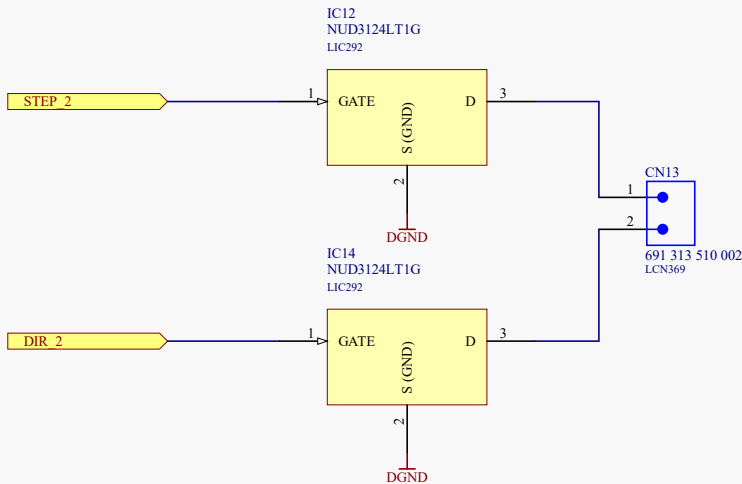 IC12
NUD3124LT1G
LIC292
STEP_2
1
GATE
D
3
S (GND)
2
DGND
CN13
1
2
691 313 510 002
LCN369
IC14
NUD3124LT1G
LIC292
DIR_2
1
GATE
D
3
S (GND)
2
DGND